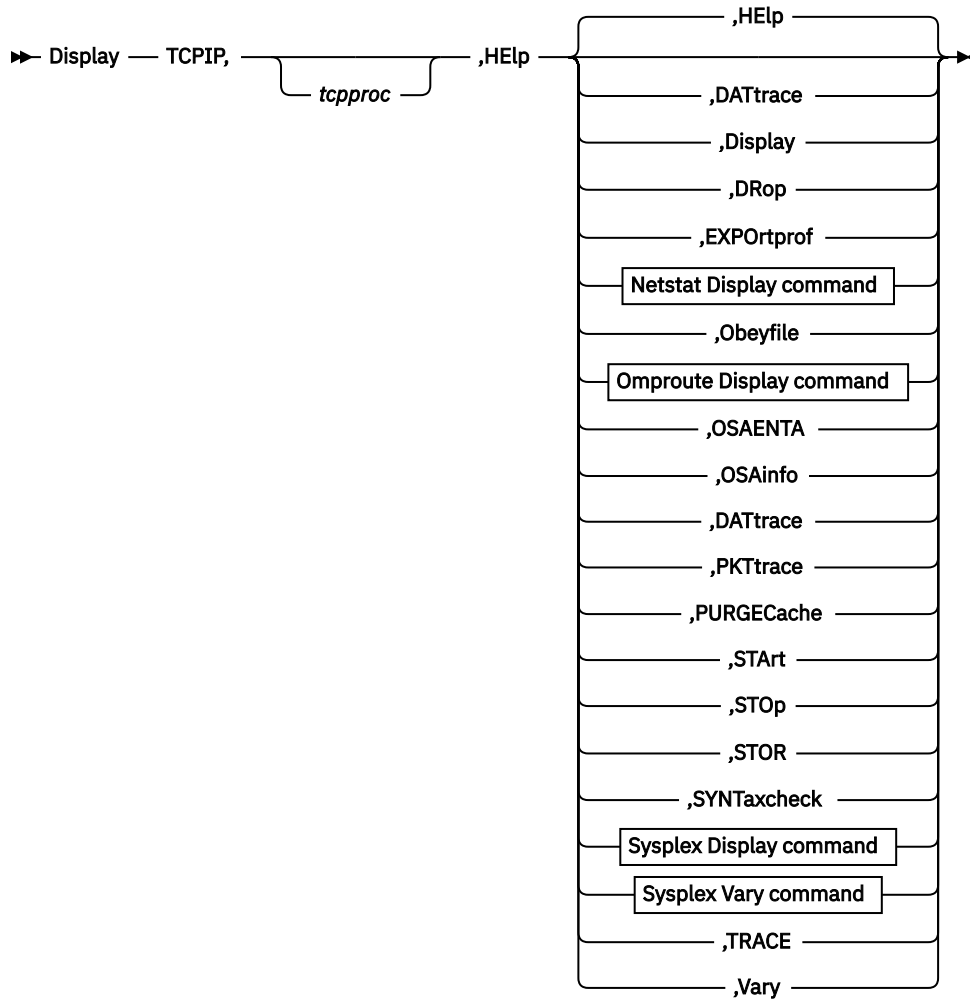 ,HElp
Display TCPIP, ,HElp
tcpproc
,DATtrace
,Display
,DRop
,EXPOrtprof
Netstat Display command
,Obeyfile
Omproute Display command
,OSAENTA
,OSAinfo
,DATtrace
,PKTtrace
,PURGECache
,STArt
,STOp
,STOR
,SYNTaxcheck
Sysplex Display command
Sysplex Vary command
,TRACE
,Vary